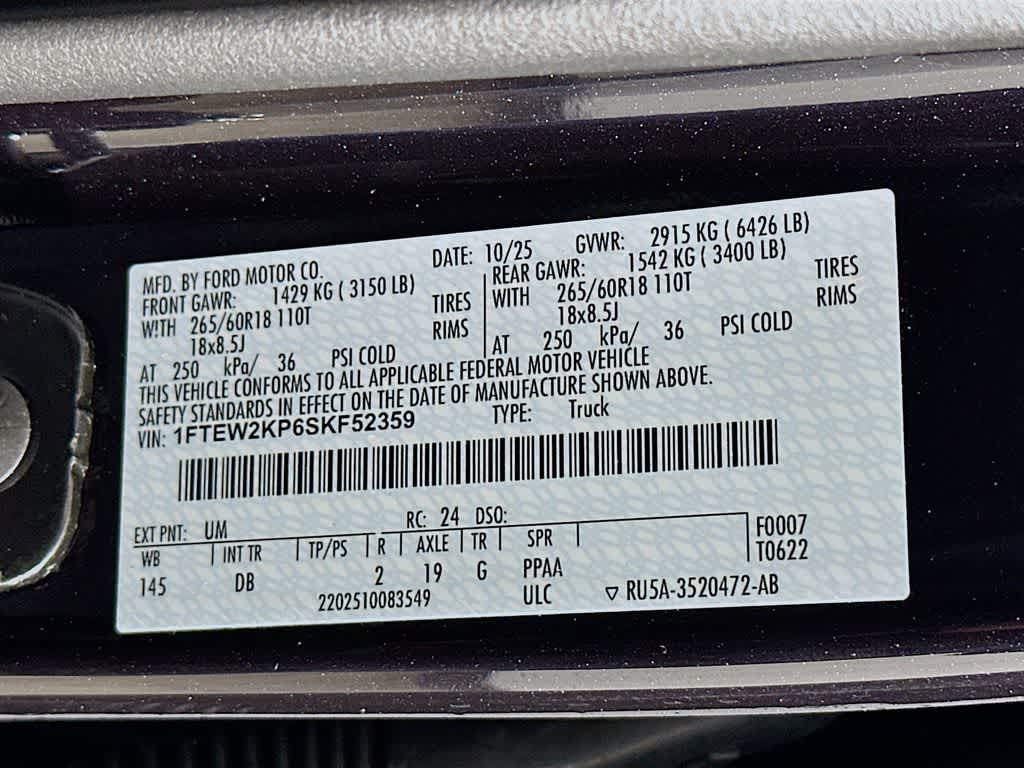 MFD. BY FORD MOTOR CO. DATE: 10/25 GVWR: 2915 KG ( 6426 LB)
FRONT GAWR: 1429 KG ( 3150 LB) REAR GAWR: 1542 KG ( 3400 LB)
WITH 265/60R18 110T TIRES WITH 265/60R18 110T TIRES
18x8.5J RIMS 18x8.5J RIMS
AT 250 kPa/ 36 PSI COLD AT 250 kPa/ 36 PSI COLD
THIS VEHICLE CONFORMS TO ALL APPLICABLE FEDERAL MOTOR VEHICLE
SAFETY STANDARDS IN EFFECT ON THE DATE OF MANUFACTURE SHOWN ABOVE.
VIN: 1FTEW2KP6SKF52359 TYPE: Truck
EXT PNT: UM RC: 24 DSO: F0007
WB INT TR TP/PS R AXLE TR SPR T0622
145 DB 2 19 G PPAA
2202510083549 ULC ▽ RU5A-3520472-AB